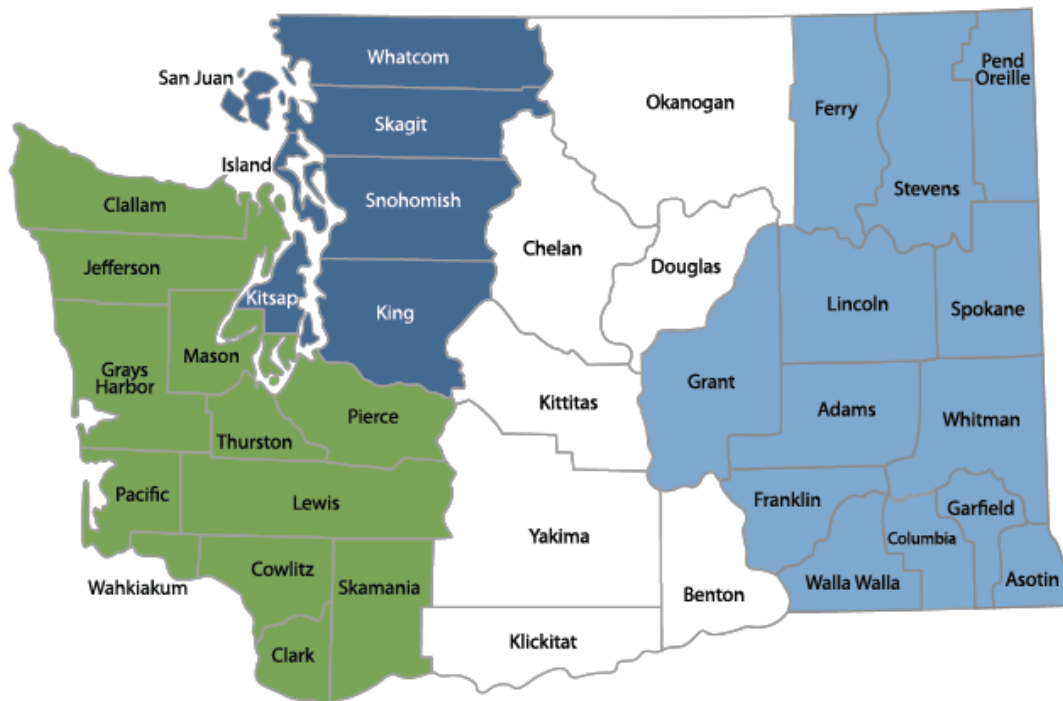 Whatcom
San Juan
Skagit
Okanogan
Ferry
Pend
Oreille
Stevens
Island
Clallam
Snohomish
Chelan
Douglas
Jefferson
Kitsap
King
Lincoln
Spokane
Mason
Grays
Harbor
Grant
Kittitas
Adams
Whitman
Pierce
Thurston
Pacific
Lewis
Franklin
Garfield
Yakima
Columbia
Wahkiakum
Cowlitz
Skamania
Benton
Walla Walla
Asotin
Clark
Klickitat